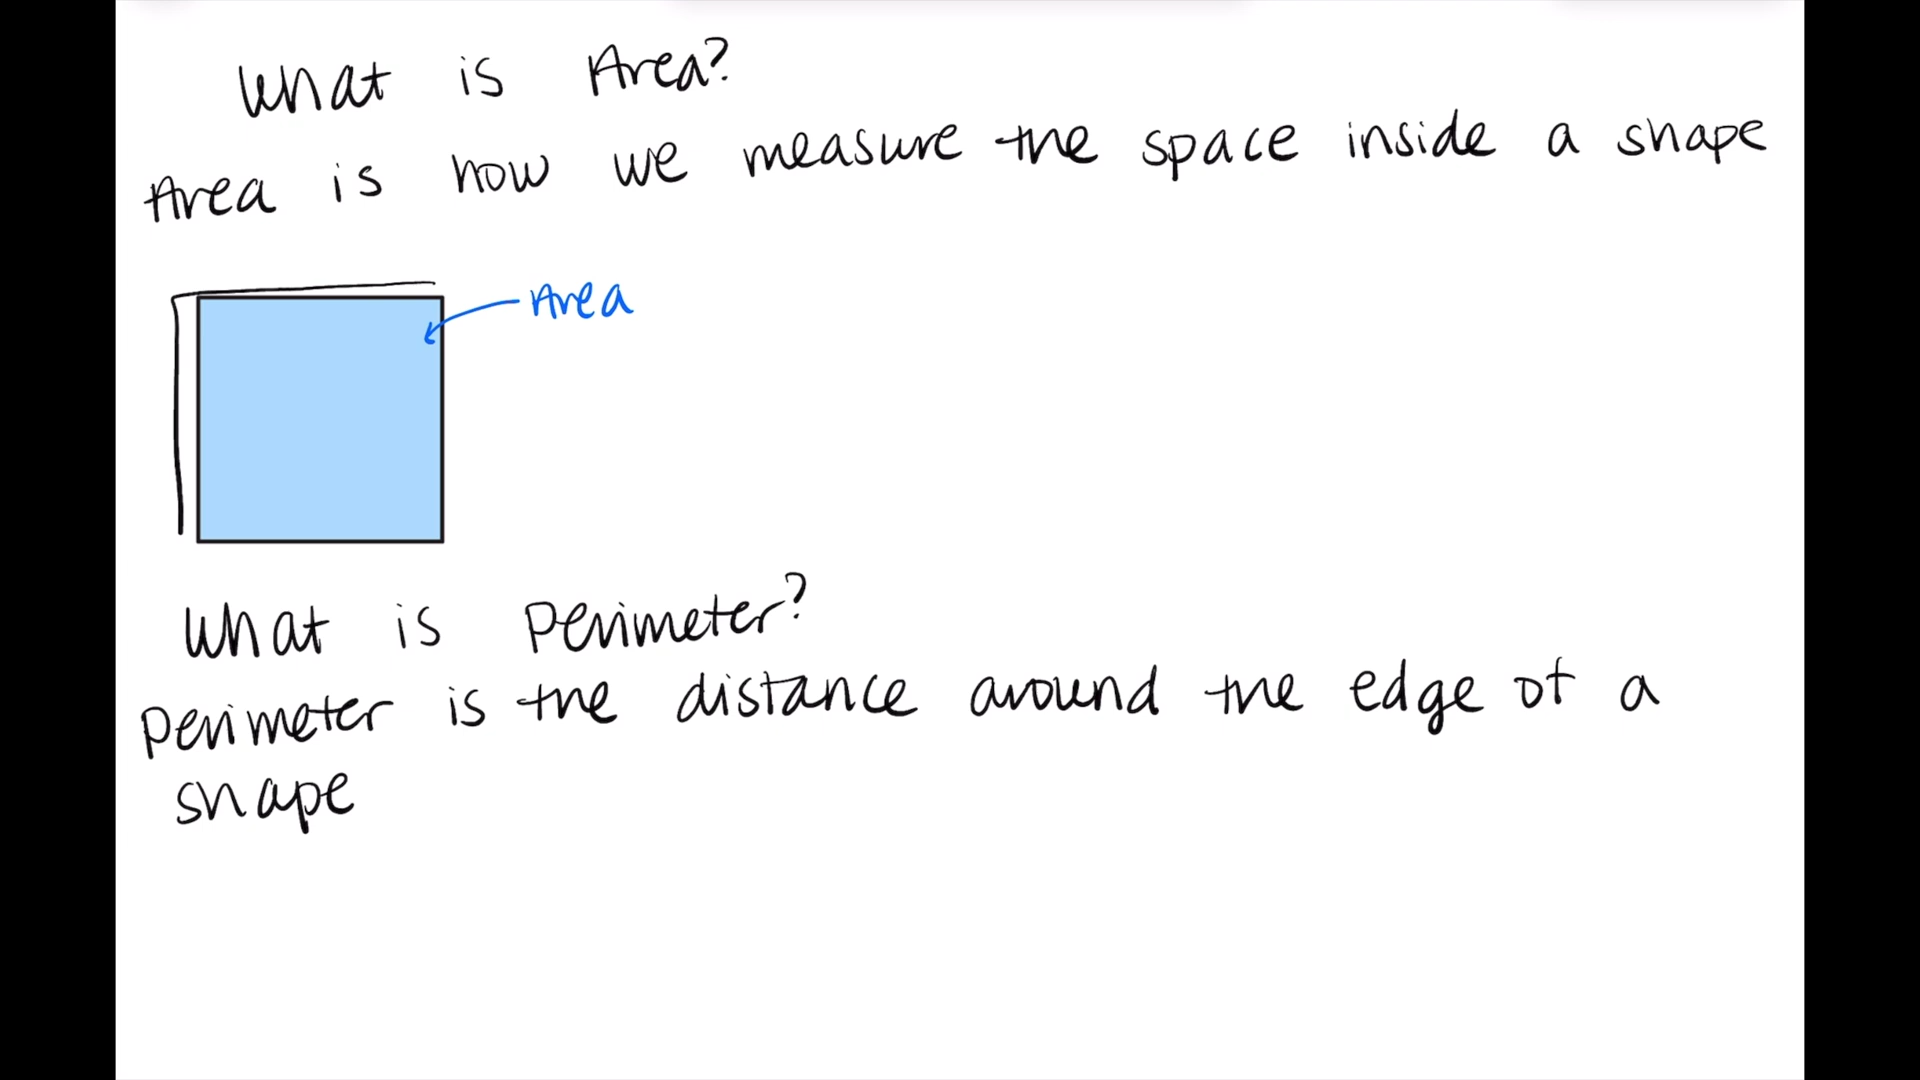 What is Area?
Area is how we measure the space inside a shape
Area
What is Perimeter?
Perimeter is the distance around the edge of a
shape